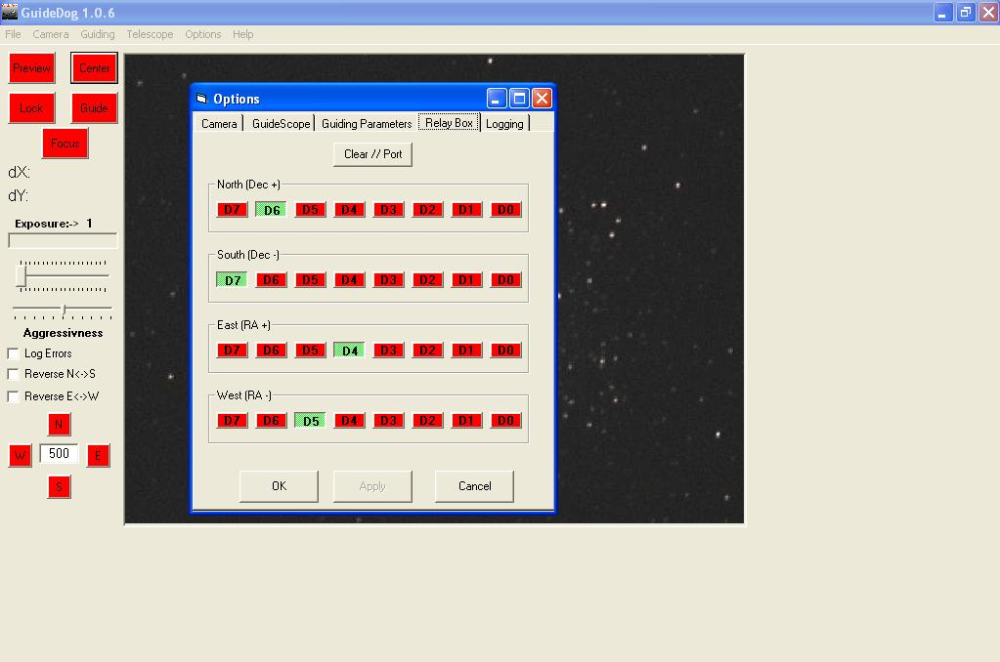 GuideDog 1.0.6
File Camera Guiding Telescope Options Help
Preview Center
Lock Guide
Focus
dX:
dY:
Exposure:-> 1
Aggressivness
Log Errors
Reverse N<->S
Reverse E<->W
N
W 500 E
S
Options
Camera GuideScope Guiding Parameters Relay Box Logging
Clear // Port
North (Dec +)
D7 D6 D5 D4 D3 D2 D1 D0
South (Dec -)
D7 D6 D5 D4 D3 D2 D1 D0
East (RA +)
D7 D6 D5 D4 D3 D2 D1 D0
West (RA -)
D7 D6 D5 D4 D3 D2 D1 D0
OK Apply Cancel